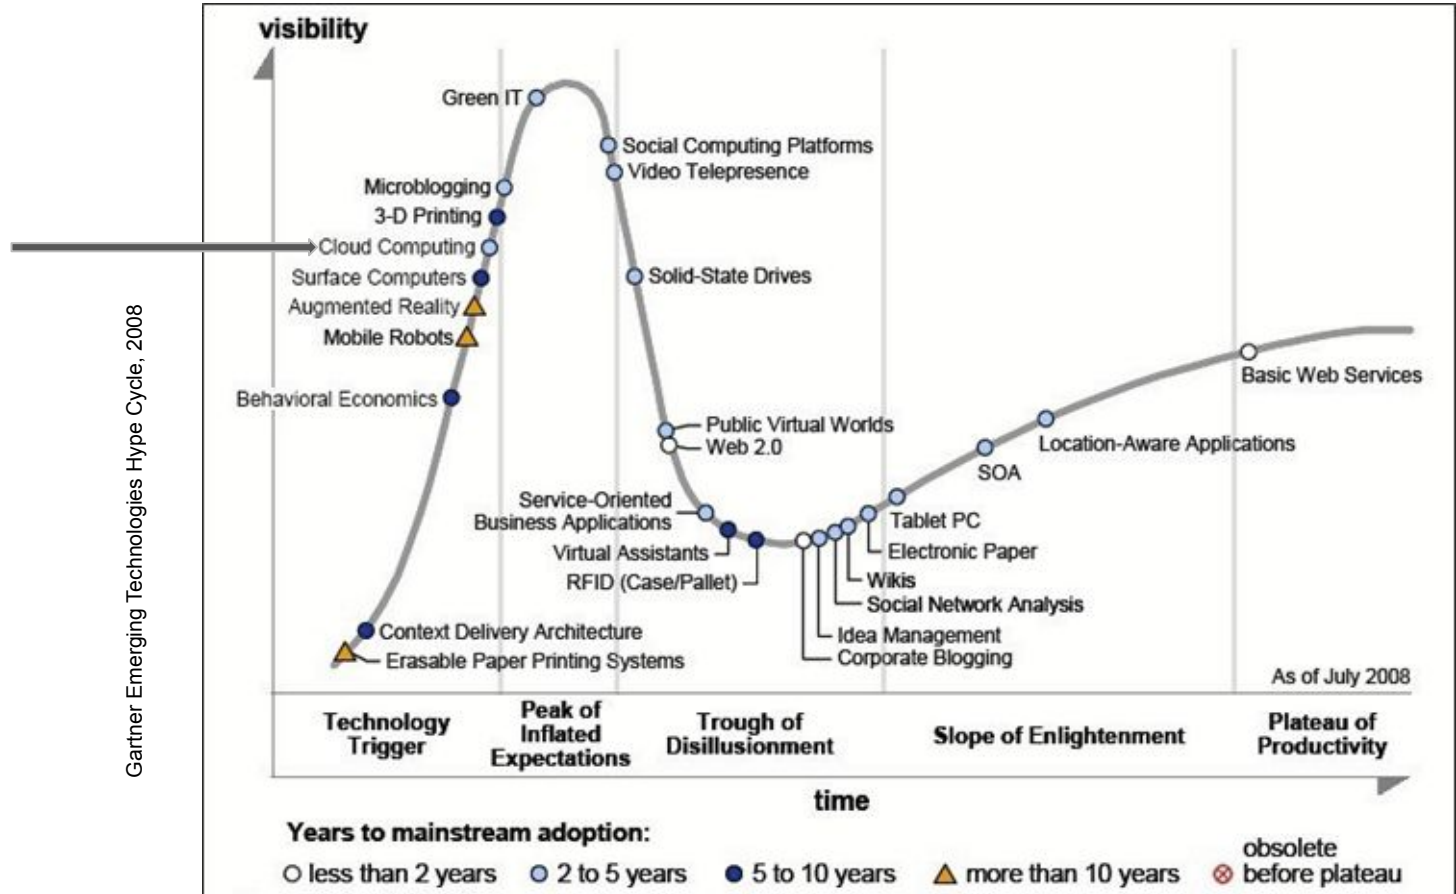 visibility
Green IT
Social Computing Platforms
Video Telepresence
Microblogging
3-D Printing
Cloud Computing
Surface Computers
Solid-State Drives
Augmented Reality
Mobile Robots
Behavioral Economics
Public Virtual Worlds
Web 2.0
Service-Oriented
Business Applications
Virtual Assistants
RFID (Case/Pallet)
Basic Web Services
Location-Aware Applications
SOA
Tablet PC
Electronic Paper
Wikis
Social Network Analysis
Idea Management
Corporate Blogging
Context Delivery Architecture
Erasable Paper Printing Systems
As of July 2008
Technology
Trigger
Peak of
Inflated
Expectations
Trough of
Disillusionment
Slope of Enlightenment
Plateau of
Productivity
time
Years to mainstream adoption:
less than 2 years
2 to 5 years
5 to 10 years
more than 10 years
obsolete
before plateau
Gartner Emerging Technologies Hype Cycle, 2008